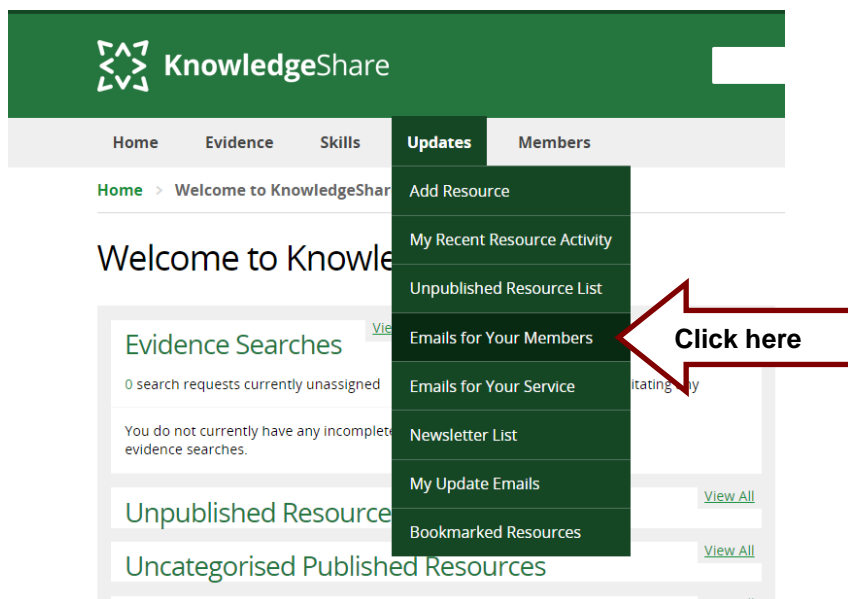 KnowledgeShare
Home Evidence Skills Updates Members
Home > Welcome to KnowledgeShar
Add Resource
My Recent Resource Activity
Welcome to Knowle
Unpublished Resource List
Emails for Your Members
Click here
Evidence Searches
Vie
0 search requests currently unassigned
Emails for Your Service
itating
y
You do not currently have any incomplete
evidence searches.
Newsletter List
My Update Emails
View All
Unpublished Resource
Bookmarked Resources
View All
Uncategorised Published Resources